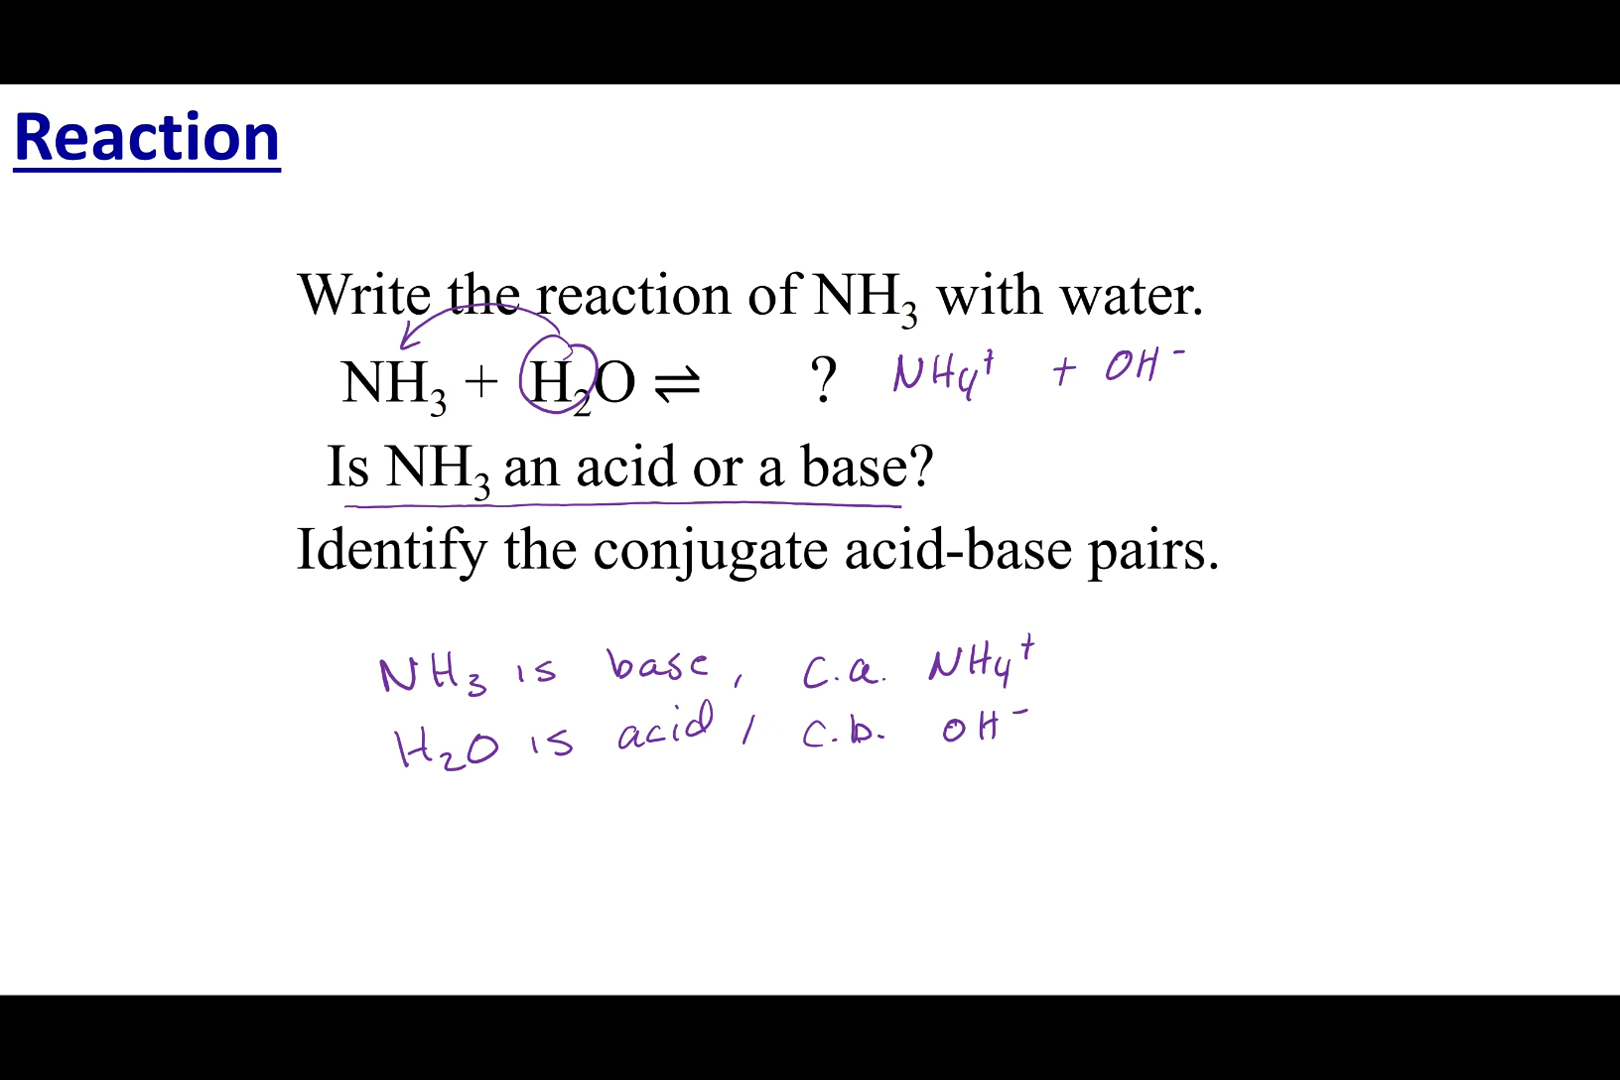 Reaction
Write the reaction of NH₃ with water.
NH₃ + H₂O ⇌ ? NH₄⁺ + OH⁻
Is NH₃ an acid or a base?
Identify the conjugate acid-base pairs.
NH₃ is base, c.a. NH₄⁺
H₂O is acid, c.b. OH⁻